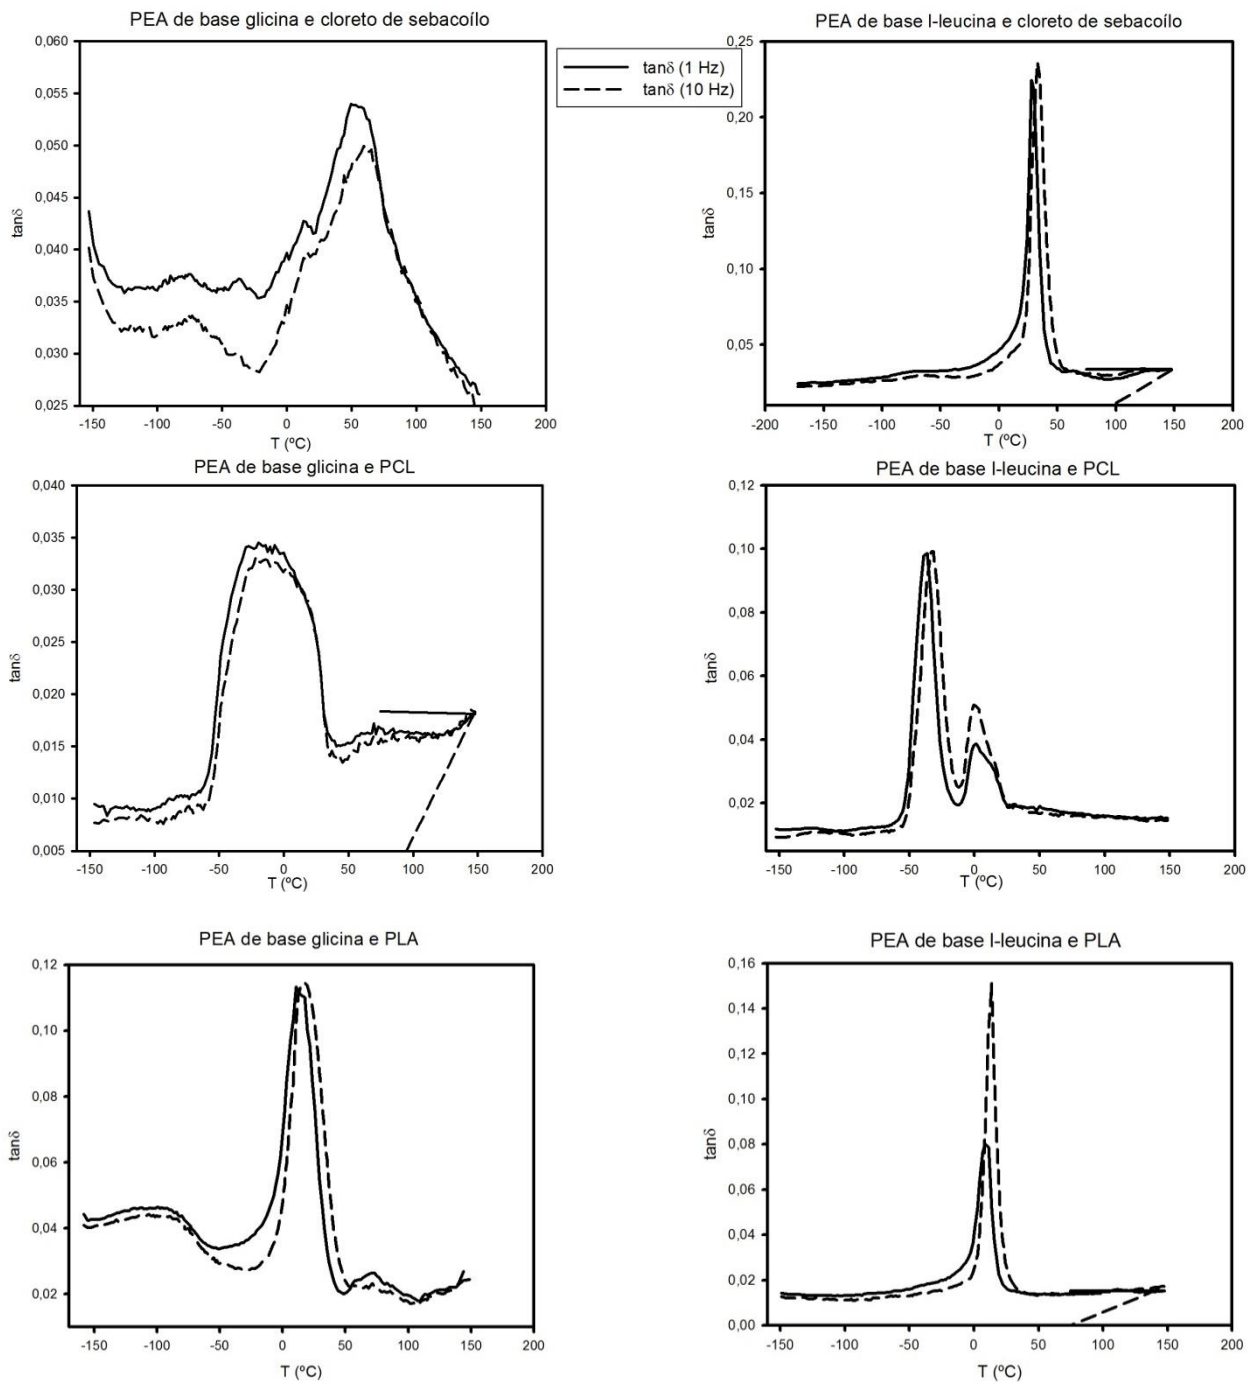 PEA de base glicina e cloreto de sebacoílo
0,060
0,055
0,050
0,045
0,040
0,035
0,030
0,025
tanδ
-150 -100 -50 0 50 100 150 200
T (ºC)
tanδ (1 Hz)
tanδ (10 Hz)
PEA de base l-leucina e cloreto de sebacoílo
0,25
0,20
0,15
0,10
0,05
tanδ
-200 -150 -100 -50 0 50 100 150 200
T (ºC)
PEA de base glicina e PCL
0,040
0,035
0,030
0,025
0,020
0,015
0,010
0,005
tanδ
-150 -100 -50 0 50 100 150 200
T (ºC)
PEA de base l-leucina e PCL
0,12
0,10
0,08
0,06
0,04
0,02
tanδ
-150 -100 -50 0 50 100 150 200
T (ºC)
PEA de base glicina e PLA
0,12
0,10
0,08
0,06
0,04
0,02
tanδ
-150 -100 -50 0 50 100 150 200
T (ºC)
PEA de base l-leucina e PLA
0,16
0,14
0,12
0,10
0,08
0,06
0,04
0,02
0,00
tanδ
-150 -100 -50 0 50 100 150 200
T (ºC)